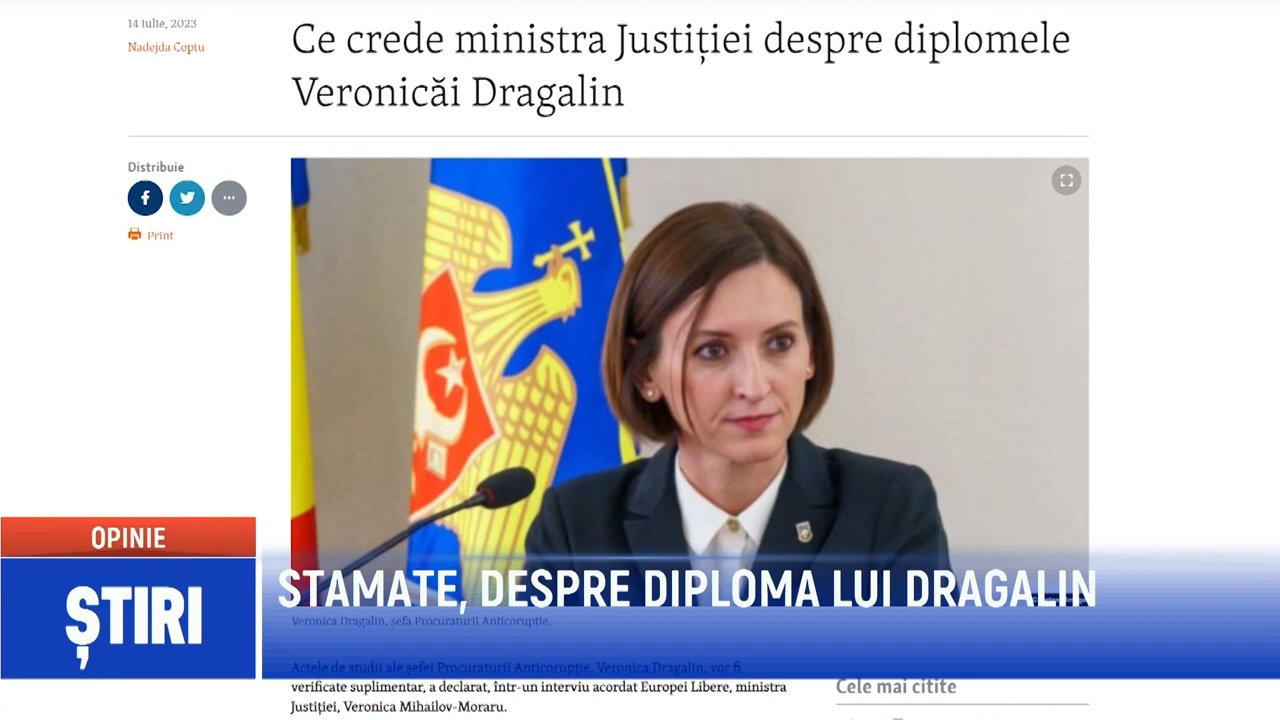 14 iulie, 2023
Nadejda Coptu
Ce crede ministra Justiției despre diplomele
Veronicăi Dragalin
Distribuie
Print
OPINIE
ȘTIRI
STAMATE, DESPRE DIPLOMA LUI DRAGALIN
Veronica Dragalin, șefa Procuraturii Anticorupție.
Actele de studii ale șefei Procuraturii Anticorupție, Veronica Dragalin, vor fi
verificate suplimentar, a declarat, într-un interviu acordat Europei Libere, ministra
Justiției, Veronica Mihailov-Moraru.
Cele mai citite